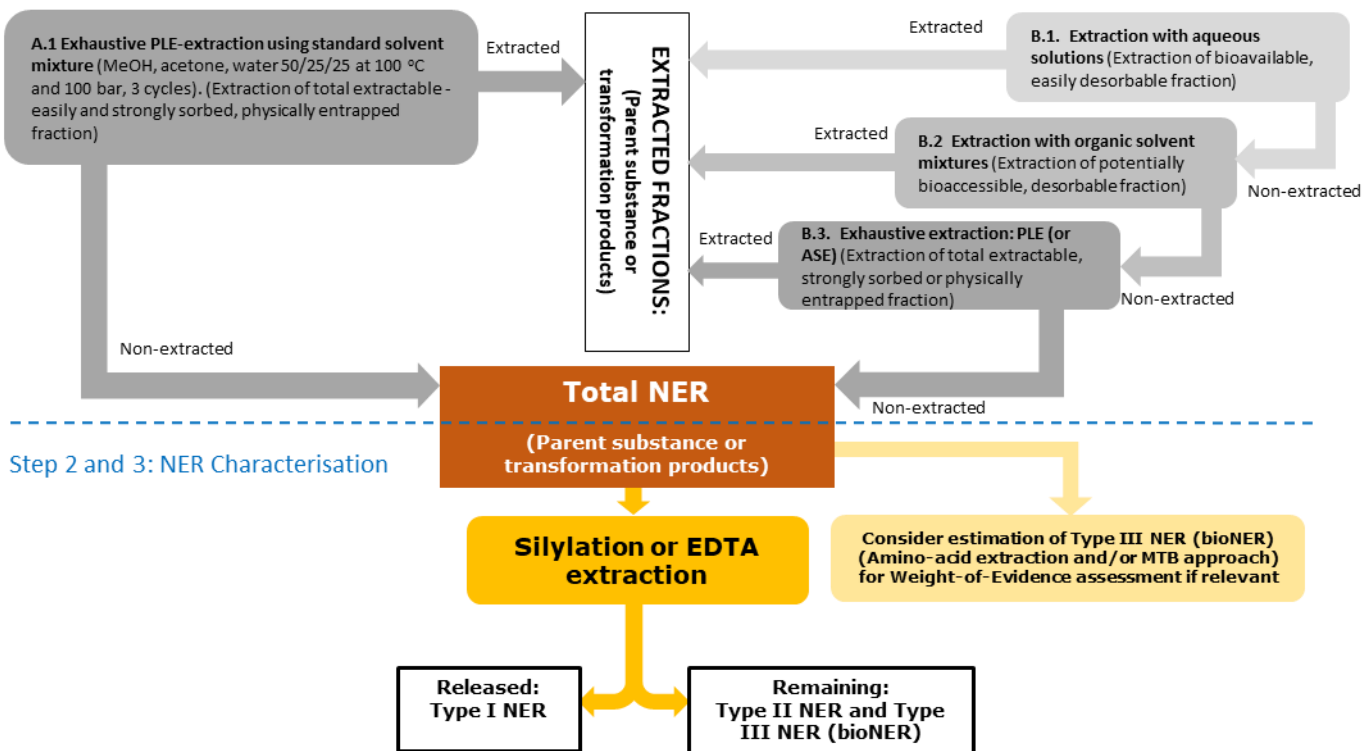 A.1 Exhaustive PLE-extraction using standard solvent
mixture (MeOH, acetone, water 50/25/25 at 100 °C
and 100 bar, 3 cycles). (Extraction of total extractable -
easily and strongly sorbed, physically entrapped
fraction)
Extracted
EXTRACTED FRACTIONS:
(Parent substance or
transformation products)
Extracted
B.1. Extraction with aqueous
solutions (Extraction of bioavailable,
easily desorbable fraction)
Extracted
B.2 Extraction with organic solvent
mixtures (Extraction of potentially
bioaccessible, desorbable fraction)
Non-extracted
Extracted
B.3. Exhaustive extraction: PLE (or
ASE) (Extraction of total extractable,
strongly sorbed or physically
entrapped fraction)
Non-extracted
Non-extracted
Total NER
Non-extracted
(Parent substance or
transformation products)
Step 2 and 3: NER Characterisation
Silylation or EDTA
extraction
Consider estimation of Type III NER (bioNER)
(Amino-acid extraction and/or MTB approach)
for Weight-of-Evidence assessment if relevant
Released:
Type I NER
Remaining:
Type II NER and Type
III NER (bioNER)